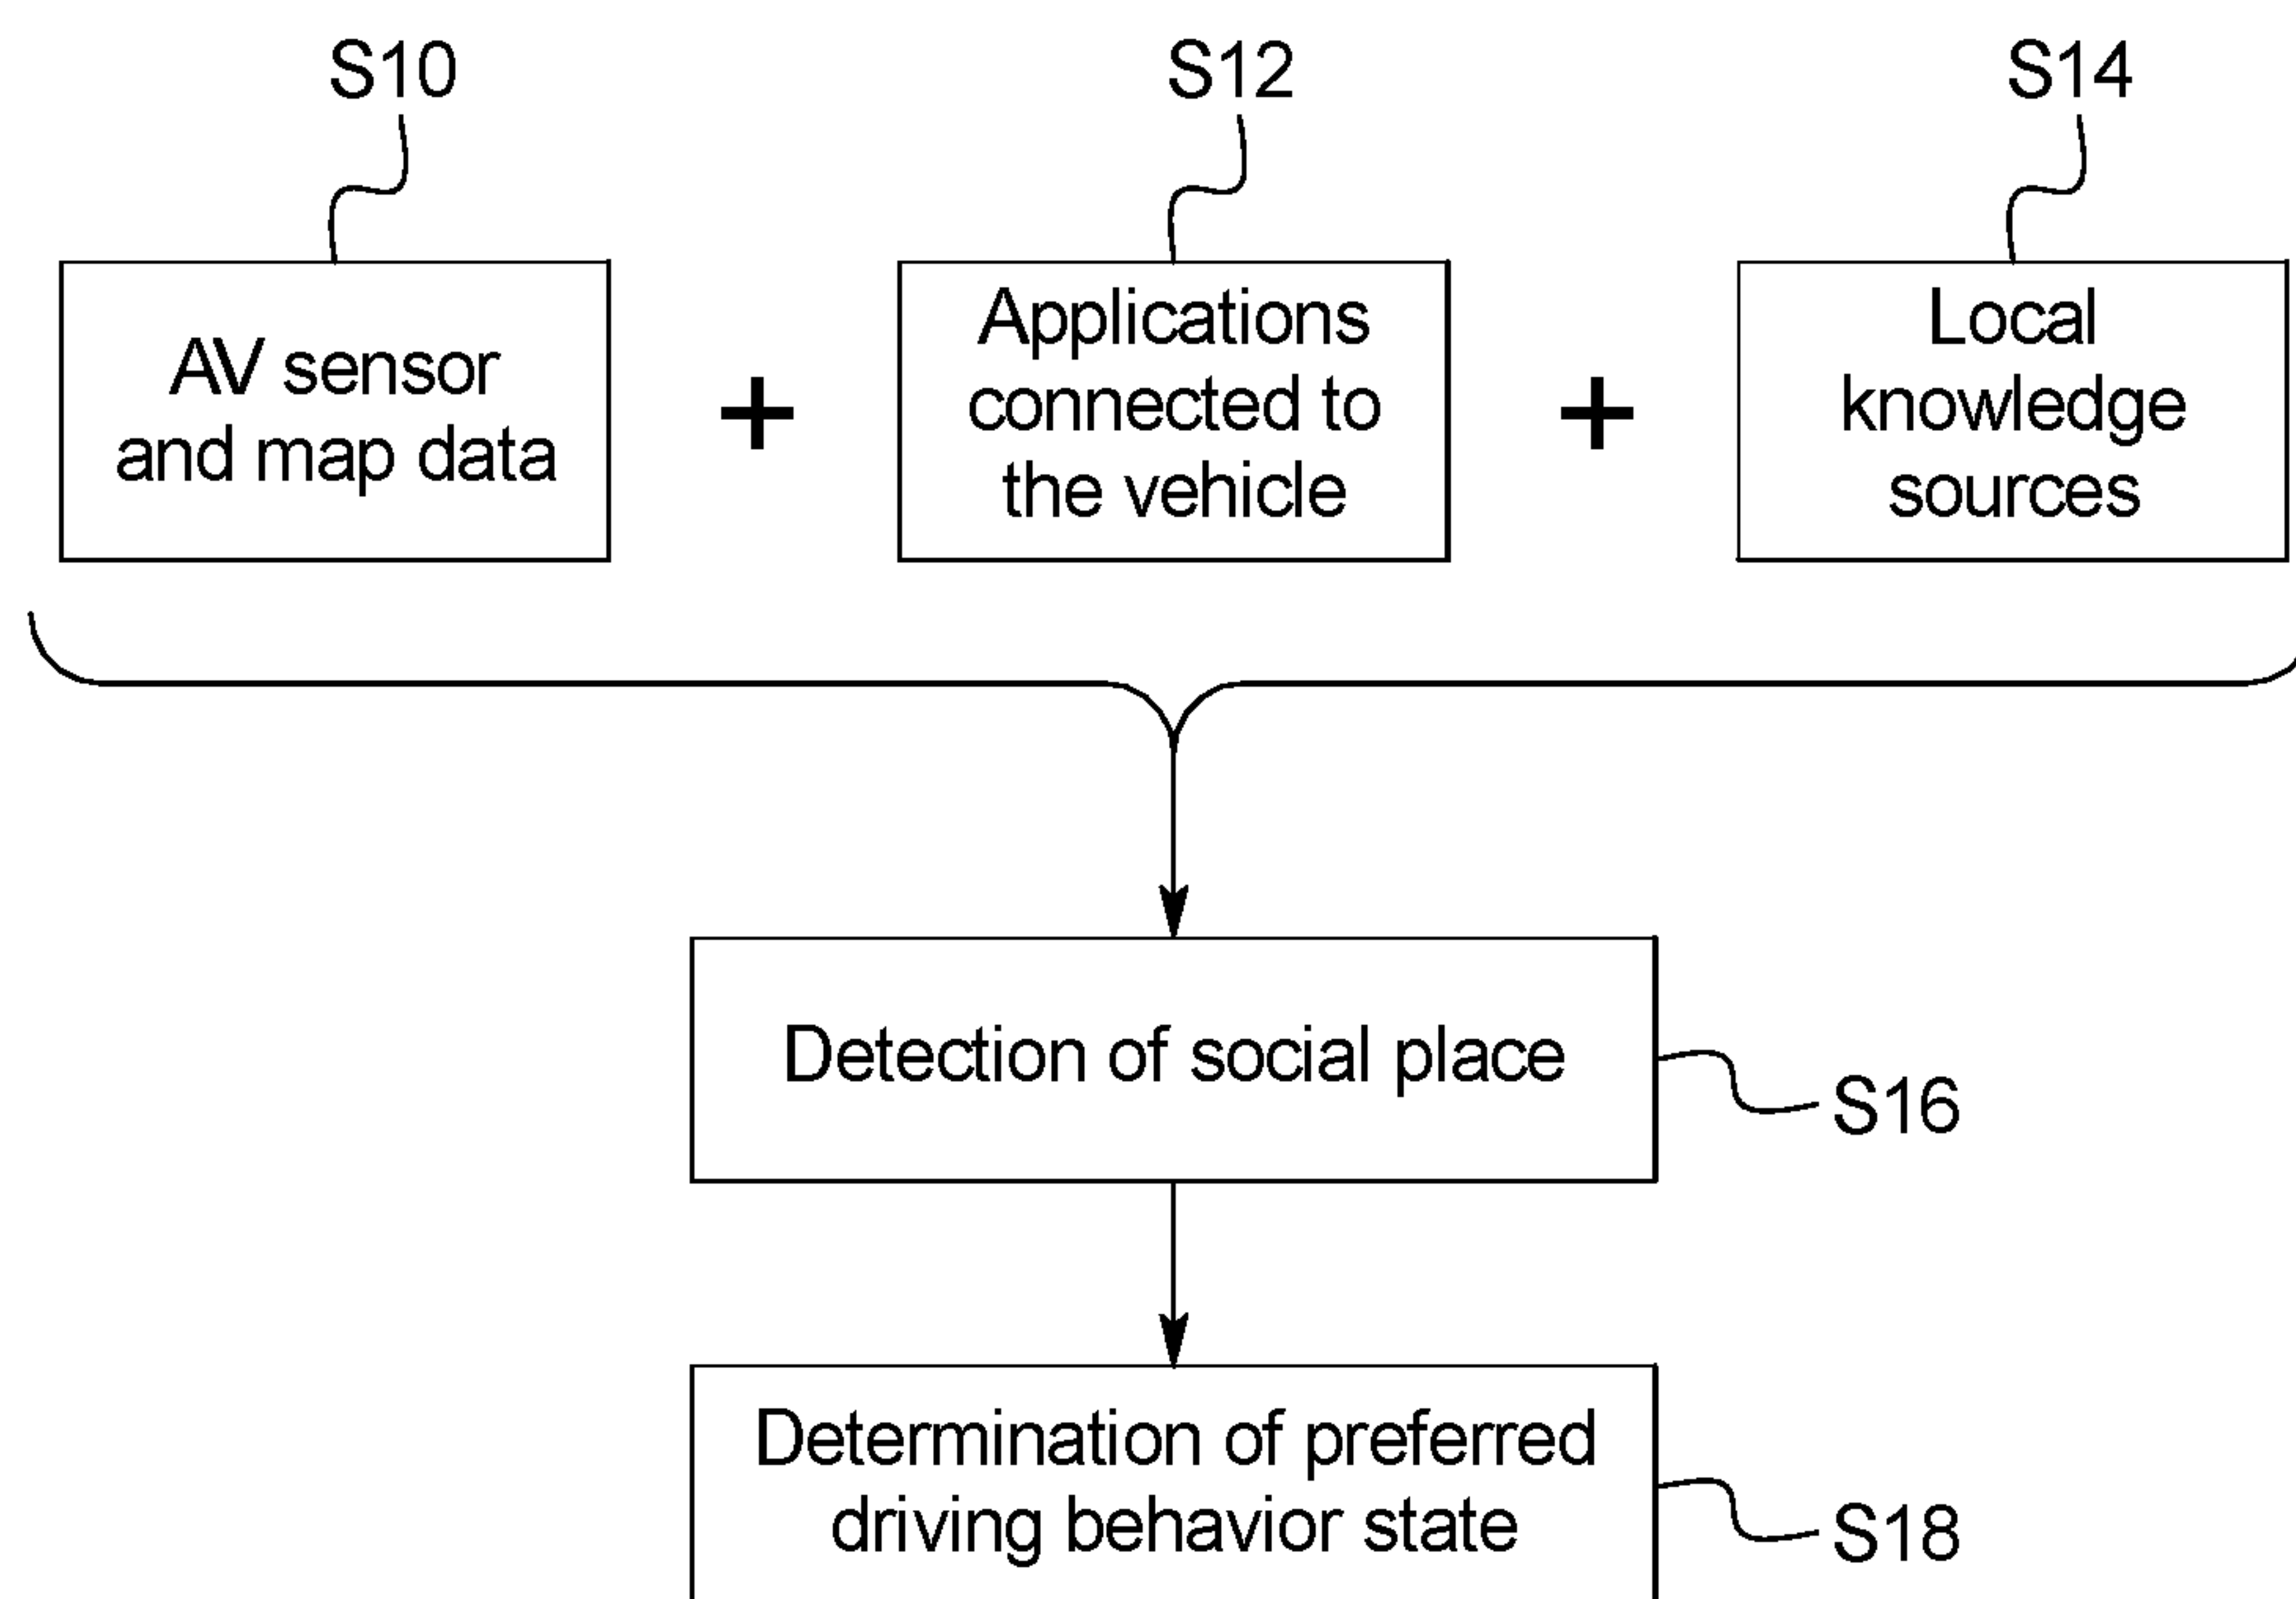 S10
S12
S14
AV sensor
and map data
+
Applications
connected to
the vehicle
+
Local
knowledge
sources
Detection of social place
S16
Determination of preferred
driving behavior state
S18